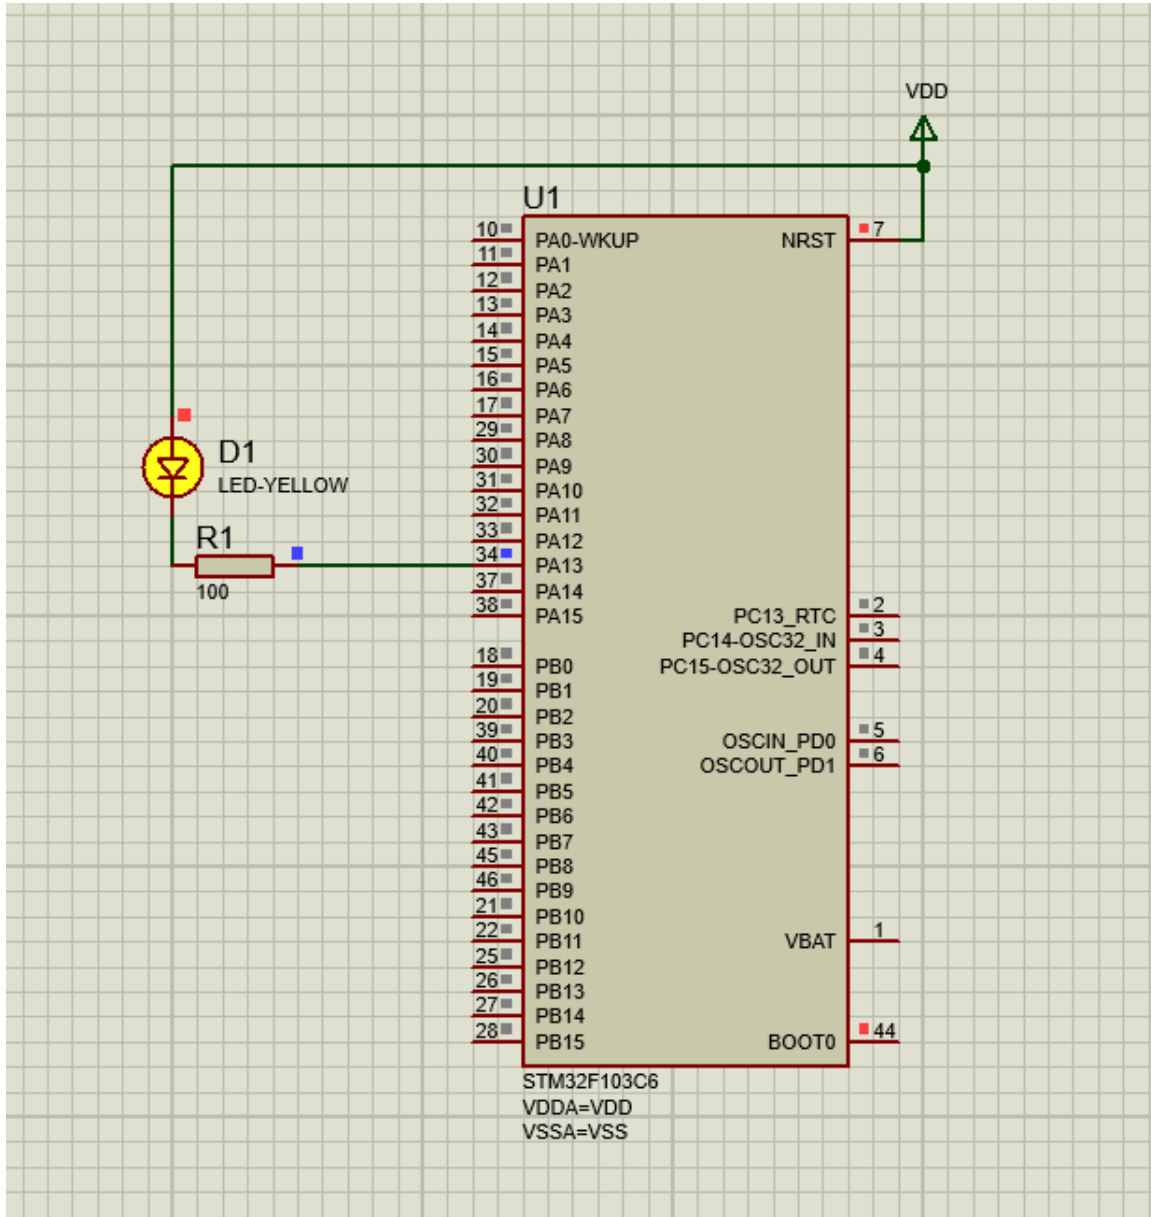 VDD
U1
10 PA0-WKUP NRST 7
11 PA1
12 PA2
13 PA3
14 PA4
15 PA5
16 PA6
17 PA7
29 PA8
30 PA9
31 PA10
32 PA11
33 PA12
34 PA13
37 PA14
38 PA15
D1
LED-YELLOW
R1
100
PC13_RTC 2
PC14-OSC32_IN 3
PC15-OSC32_OUT 4
18 PB0
19 PB1
20 PB2
39 PB3
40 PB4
41 PB5
42 PB6
43 PB7
45 PB8
46 PB9
21 PB10
22 PB11
25 PB12
26 PB13
27 PB14
28 PB15
OSCIN_PD0 5
OSCOUT_PD1 6
VBAT 1
BOOT0 44
STM32F103C6
VDDA=VDD
VSSA=VSS